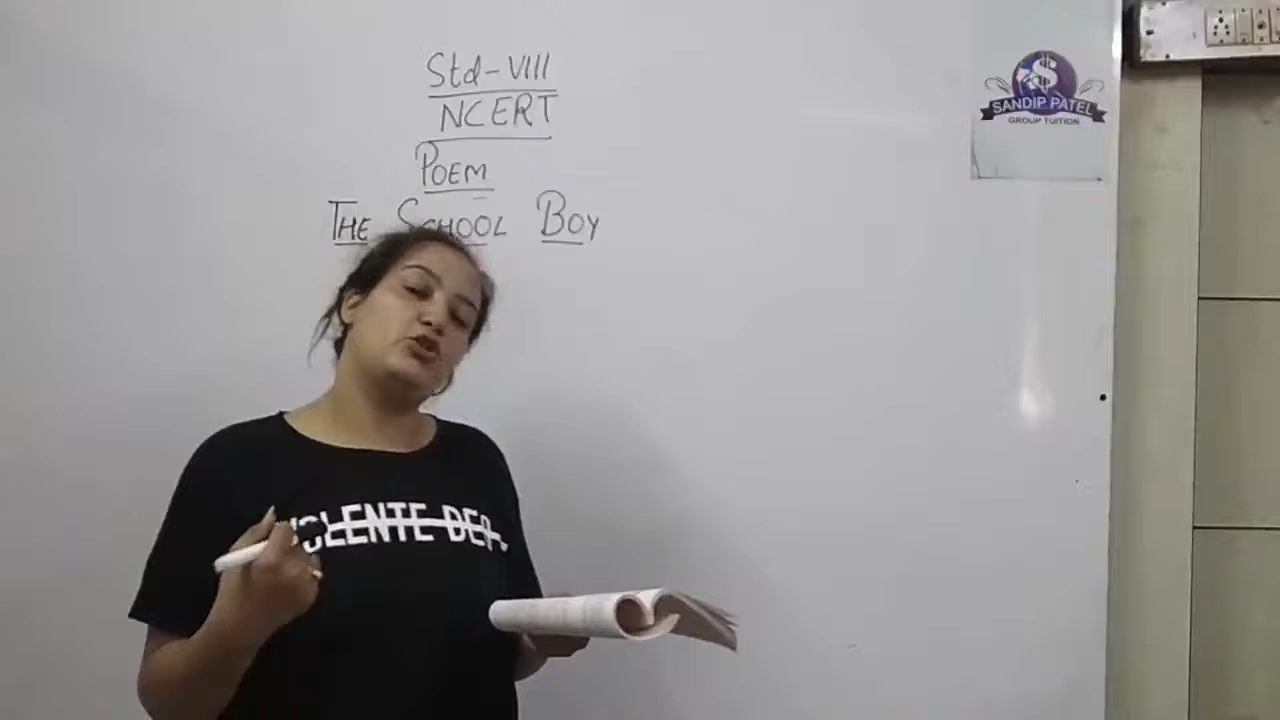 Std-VIII
NCERT
POEM
THE SCHOOL BOY
SANDIP PATEL
GROUP TUITION